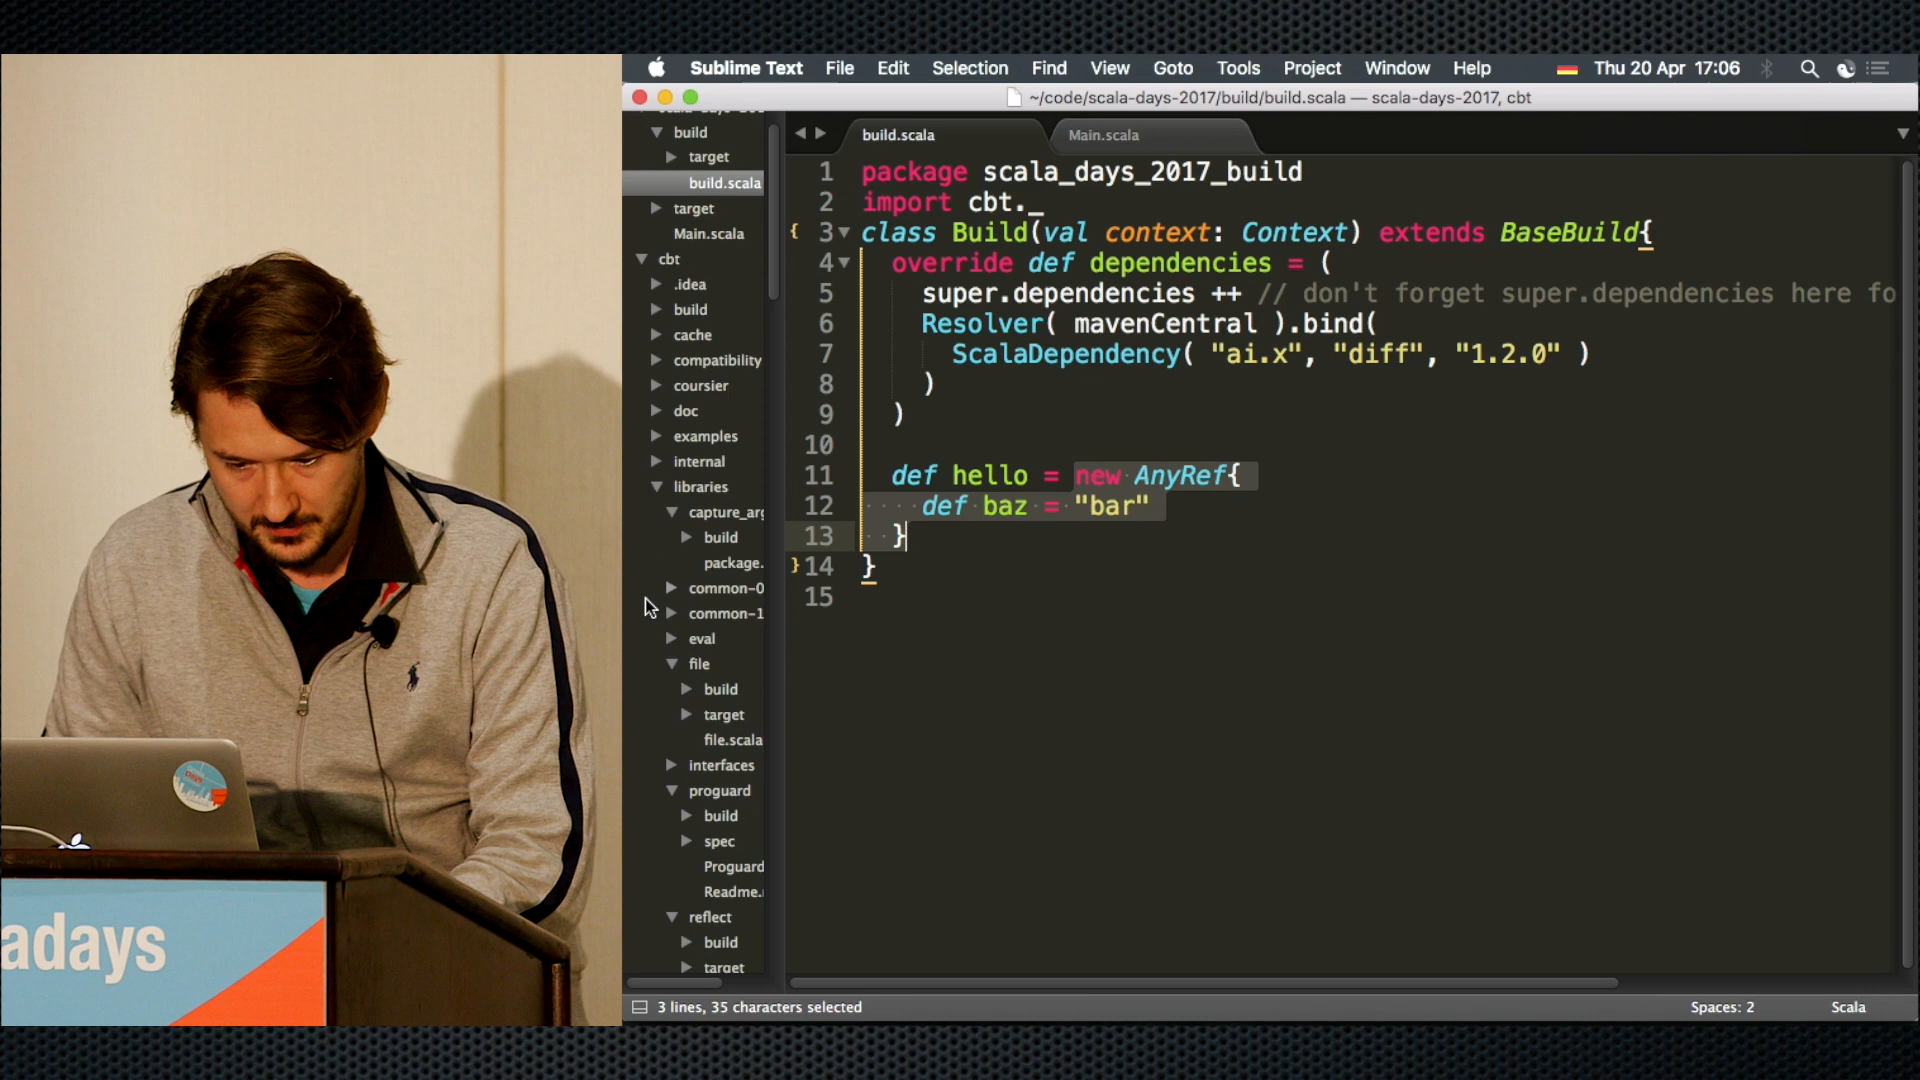 Sublime Text File Edit Selection Find View Goto Tools Project Window Help Thu 20 Apr 17:06
~/code/scala-days-2017/build/build.scala — scala-days-2017, cbt
build
target
build.scala
target
Main.scala
cbt
.idea
build
cache
compatibility
coursier
doc
examples
internal
libraries
capture_arg
build
package.
common-0
common-1
eval
file
build
target
file.scala
interfaces
proguard
build
spec
Proguard
Readme.
reflect
build
target
build.scala Main.scala
1 package scala_days_2017_build
2 import cbt._
{ 3 class Build(val context: Context) extends BaseBuild{
4 override def dependencies = (
5 super.dependencies ++ // don't forget super.dependencies here fo
6 Resolver( mavenCentral ).bind(
7 ScalaDependency( "ai.x", "diff", "1.2.0" )
8 )
9 )
10
11 def hello = new AnyRef{
12 def baz = "bar"
13 }
} 14 }
15
3 lines, 35 characters selected Spaces: 2 Scala
adays